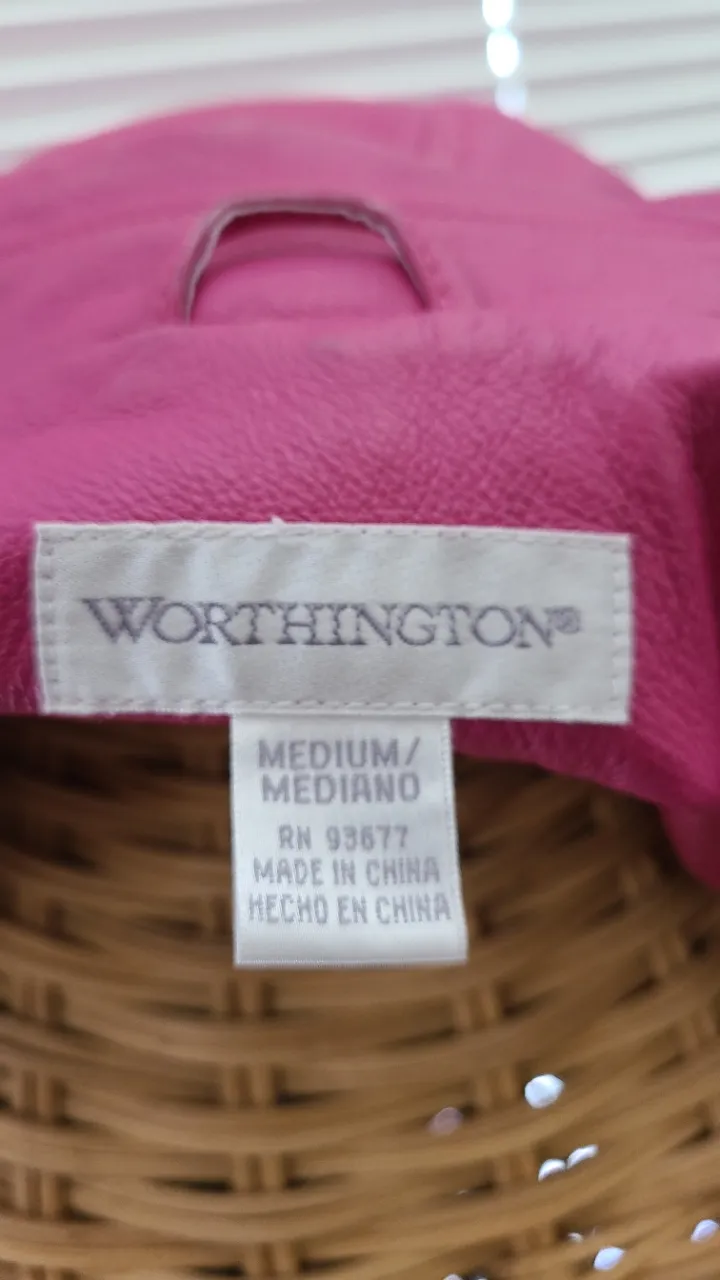 WORTHINGTON®
MEDIUM/
MEDIANO
RN 93677
MADE IN CHINA
HECHO EN CHINA